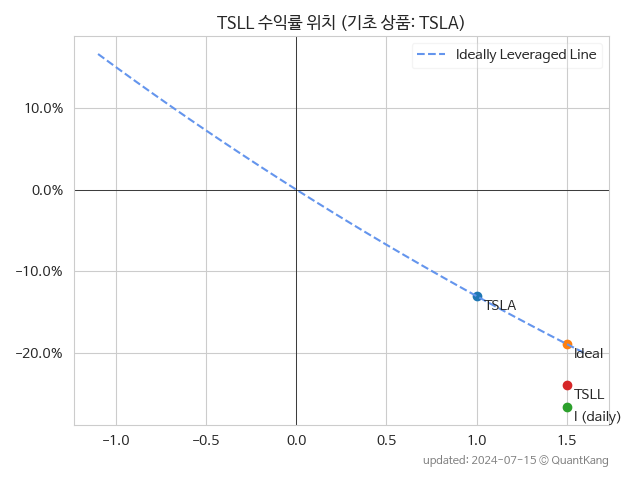 TSLL 수익률 위치 (기초 상품: TSLA)
Ideally Leveraged Line
10.0%
0.0%
−10.0%
−20.0%
TSLA
Ideal
TSLL
I (daily)
−1.0
−0.5
0.0
0.5
1.0
1.5
updated: 2024-07-15 © QuantKang